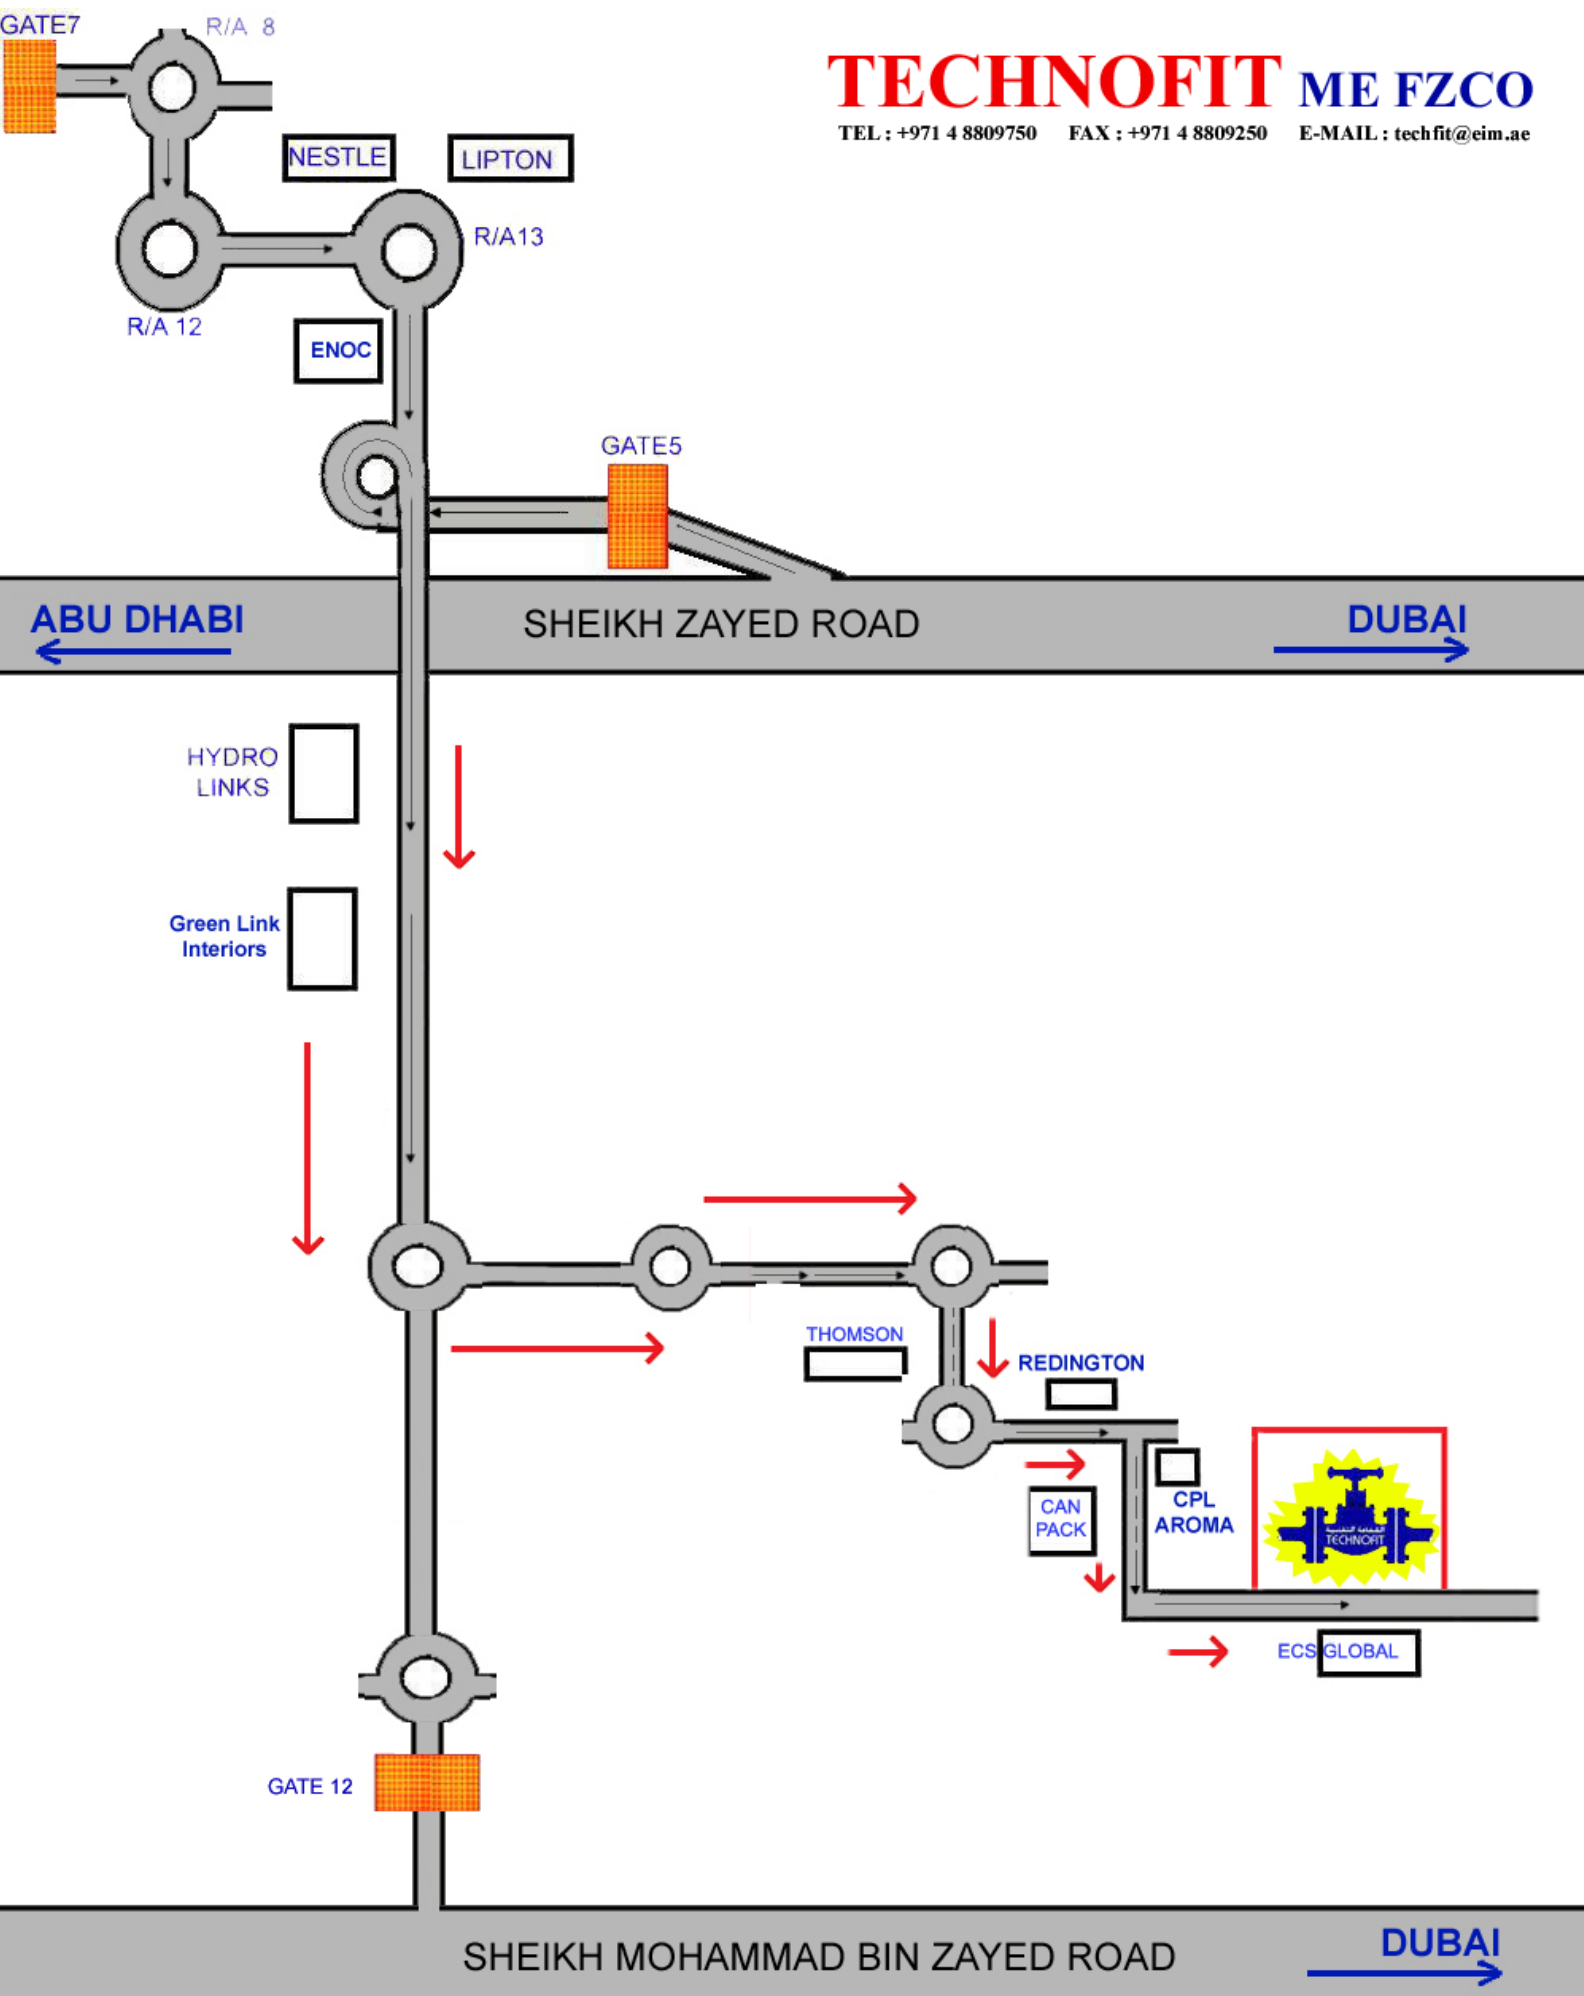 GATE7
R/A 8
TECHNOFIT ME FZCO
TEL : +971 4 8809750 FAX : +971 4 8809250 E-MAIL : techfit@eim.ae
NESTLE
LIPTON
R/A13
R/A 12
ENOC
GATE5
ABU DHABI
SHEIKH ZAYED ROAD
DUBAI
HYDRO
LINKS
Green Link
Interiors
THOMSON
REDINGTON
CAN
PACK
CPL
AROMA
TECHNOFIT
ECS GLOBAL
GATE 12
SHEIKH MOHAMMAD BIN ZAYED ROAD
DUBAI